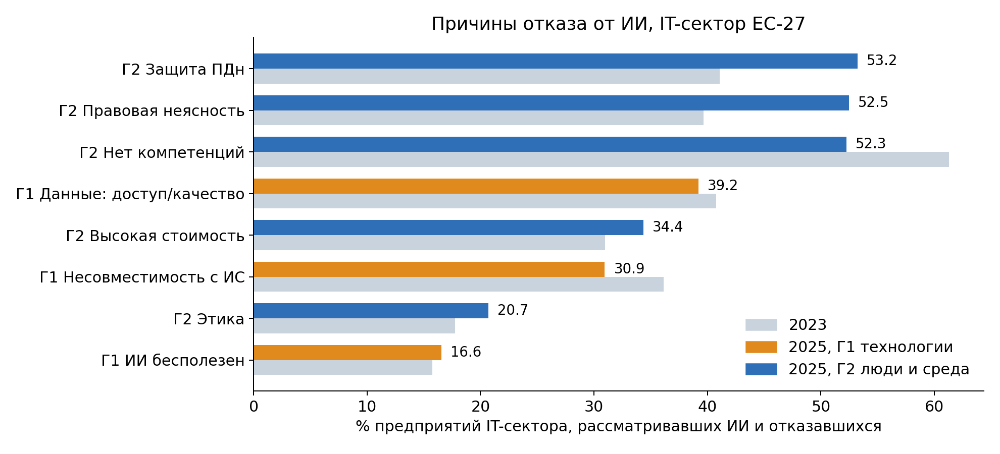 Причины отказа от ИИ, IT-сектор ЕС-27
Г2 Защита ПДн
53.2
Г2 Правовая неясность
52.5
Г2 Нет компетенций
52.3
Г1 Данные: доступ/качество
39.2
Г2 Высокая стоимость
34.4
Г1 Несовместимость с ИС
30.9
Г2 Этика
20.7
Г1 ИИ бесполезен
16.6
2023
2025, Г1 технологии
2025, Г2 люди и среда
0 10 20 30 40 50 60
% предприятий IT-сектора, рассматривавших ИИ и отказавшихся